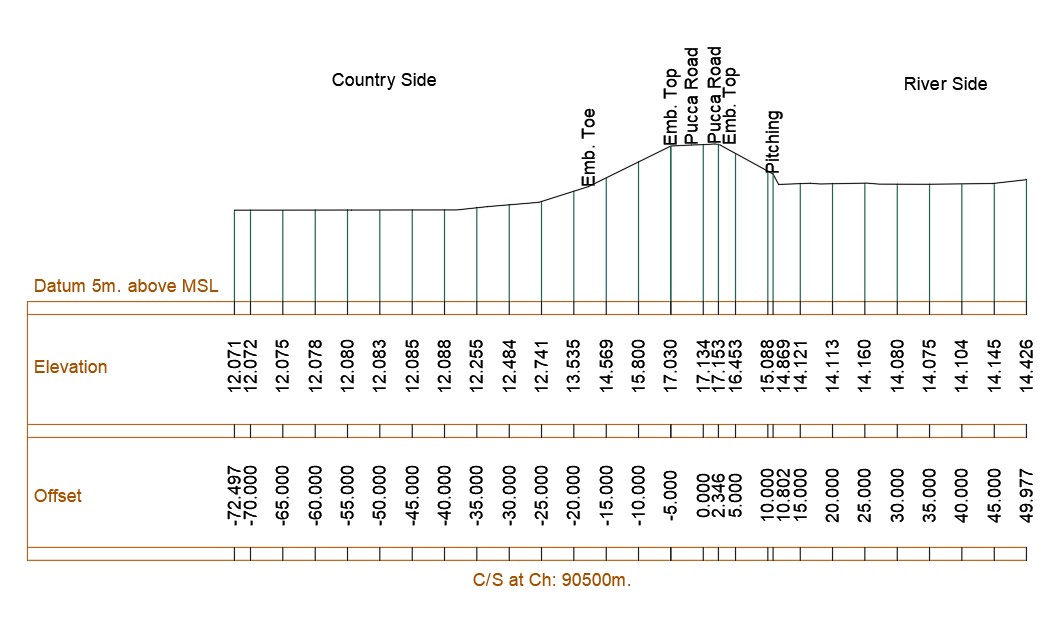 Country Side
River Side
Emb. Toe
Emb. Top
Pucca Road
Pucca Road
Emb. Top
Pitching
Datum 5m. above MSL
Elevation
12.071 12.072 12.075 12.078 12.080 12.083 12.085 12.088 12.255 12.484 12.741 13.535 14.569 15.800 17.030 17.134 17.153 16.453 15.088 14.869 14.121 14.113 14.160 14.080 14.075 14.104 14.145 14.426
Offset
-72.497 -70.000 -65.000 -60.000 -55.000 -50.000 -45.000 -40.000 -35.000 -30.000 -25.000 -20.000 -15.000 -10.000 -5.000 0.000 2.346 5.000 10.000 10.802 15.000 20.000 25.000 30.000 35.000 40.000 45.000 49.977
C/S at Ch: 90500m.